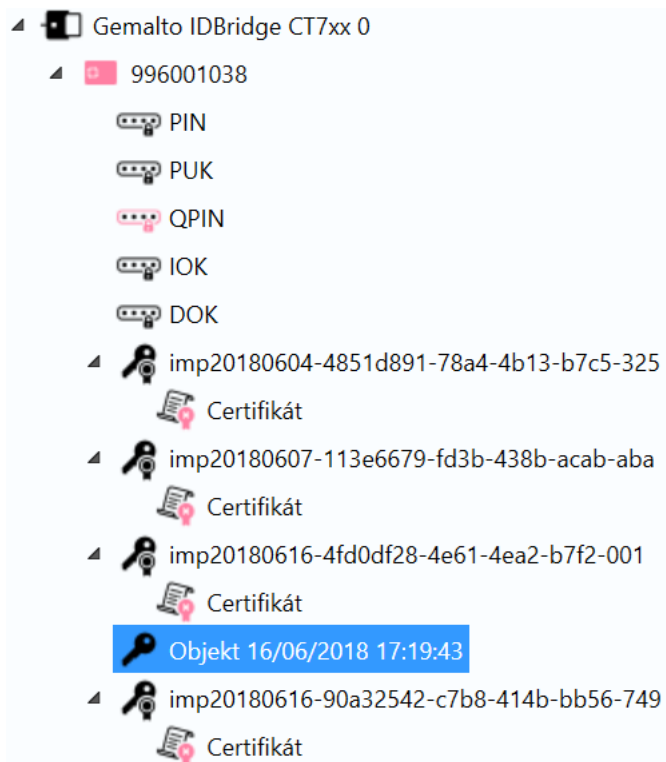 Gemalto IDBridge CT7xx 0
996001038
PIN
PUK
QPIN
IOK
DOK
imp20180604-4851d891-78a4-4b13-b7c5-325
Certifikát
imp20180607-113e6679-fd3b-438b-acab-aba
Certifikát
imp20180616-4fd0df28-4e61-4ea2-b7f2-001
Certifikát
Objekt 16/06/2018 17:19:43
imp20180616-90a32542-c7b8-414b-bb56-749
Certifikát